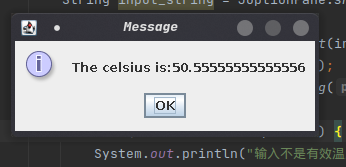 String input_string = JOptionPane.sh
Message
The celsius is:50.55555555555556
OK
) {
System.out.println("输入不是有效温